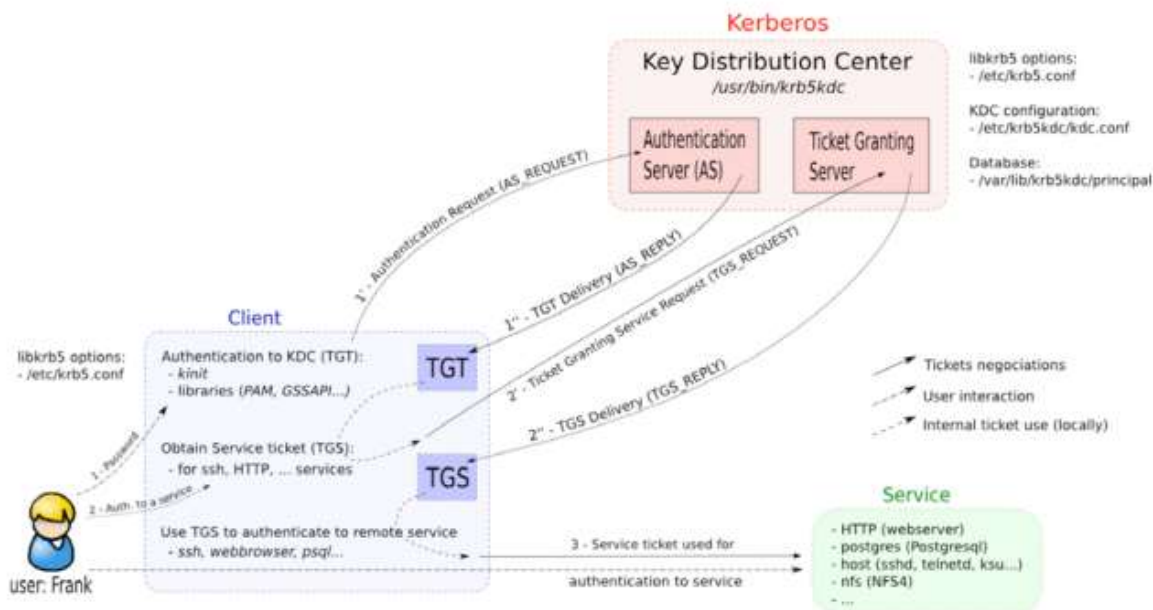 Kerberos
Key Distribution Center
/usr/bin/krb5kdc
Authentication
Server (AS)
Ticket Granting
Server
libkrb5 options:
- /etc/krb5.conf
KDC configuration:
- /etc/krb5kdc/kdc.conf
Database:
- /var/lib/krb5kdc/principal
1' - Authentication Request (AS_REQUEST)
1'' - TGT Delivery (AS_REPLY)
2' - Ticket Granting Service Request (TGS_REQUEST)
2'' - TGS Delivery (TGS_REPLY)
Client
libkrb5 options:
- /etc/krb5.conf
Authentication to KDC (TGT):
- kinit
- libraries (PAM, GSSAPI...)
TGT
Obtain Service ticket (TGS):
- for ssh, HTTP, ... services
TGS
Use TGS to authenticate to remote service
- ssh, webbrowser, psql...
1 - Password
2 - Auth. to a service...
user: Frank
3 - Service ticket used for
authentication to service
Tickets negociations
User interaction
Internal ticket use (locally)
Service
- HTTP (webserver)
- postgres (Postgresql)
- host (sshd, telnetd, ksu...)
- nfs (NFS4)
- ...